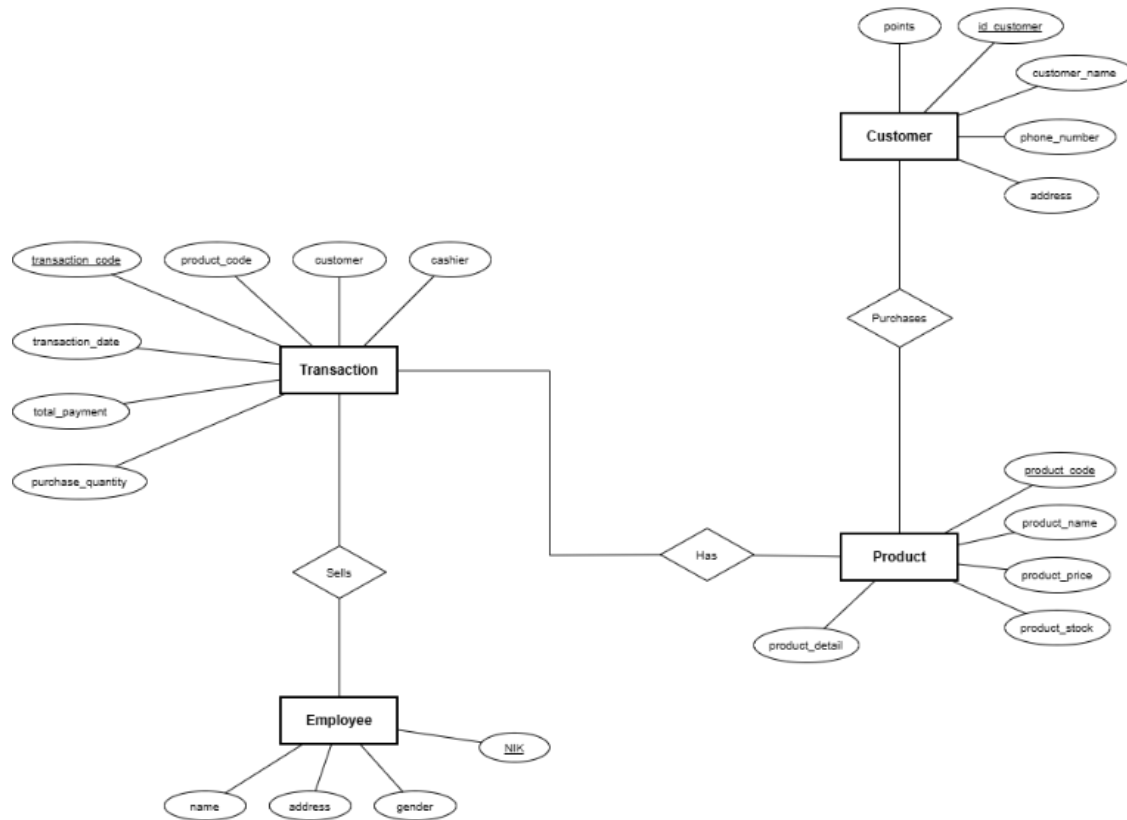 points
id_customer
customer_name
Customer
phone_number
address
transaction_code
product_code
customer
cashier
Purchases
transaction_date
Transaction
total_payment
purchase_quantity
product_code
product_name
Has
Product
Sells
product_price
product_stock
product_detail
Employee
NIK
name
address
gender